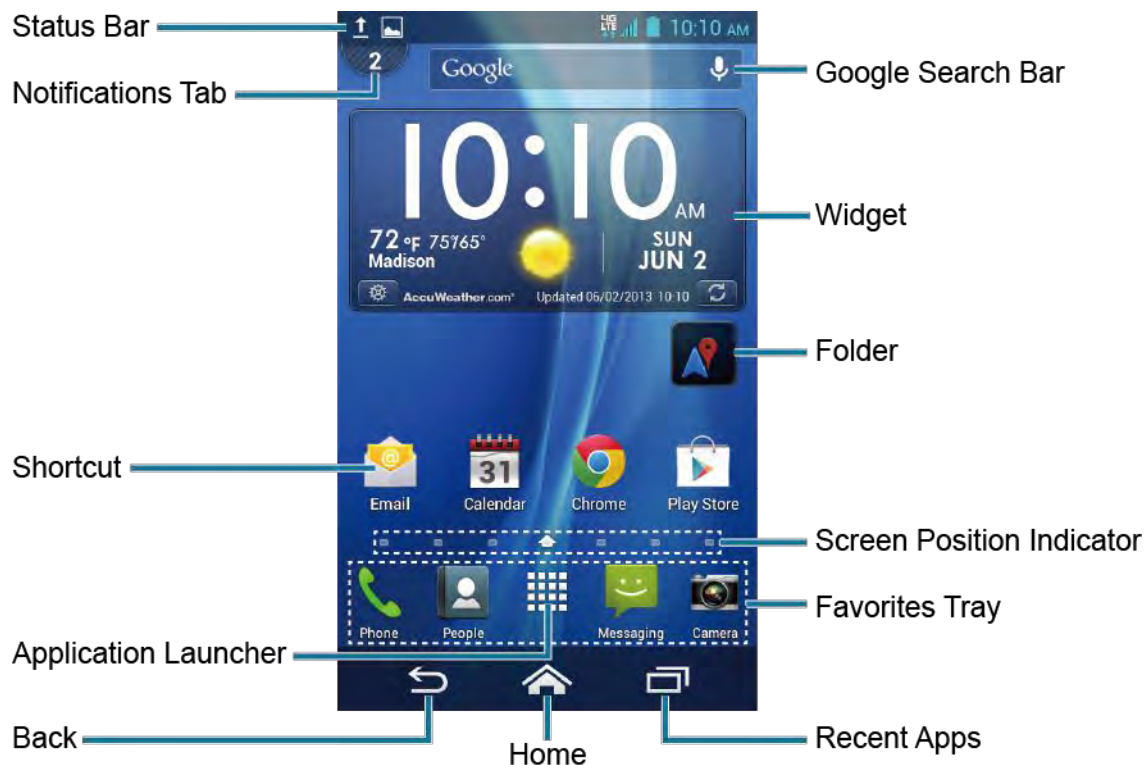 Status Bar
4G
LTE
10:10 AM
Notifications Tab
2
Google
Google Search Bar
10:10 AM
Widget
72 °F 75°/65°
Madison
SUN
JUN 2
AccuWeather.com®
Updated 06/02/2013 10:10
Folder
Shortcut
@
31
Email
Calendar
Chrome
Play Store
Screen Position Indicator
Favorites Tray
Phone
People
Messaging
Camera
Application Launcher
Back
Home
Recent Apps